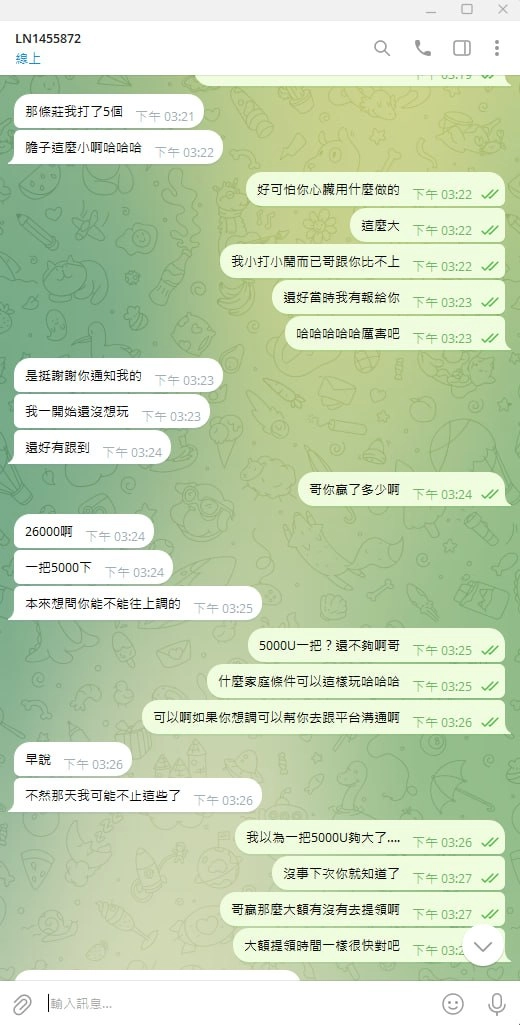 LN1455872
線上
下午 03:19
那條莊我打了5個 下午 03:21
膽子這麼小啊哈哈哈 下午 03:22
好可怕你心臟用什麼做的 下午 03:22
這麼大 下午 03:22
我小打小鬧而已哥跟你比不上 下午 03:22
還好當時我有報給你 下午 03:23
哈哈哈哈哈厲害吧 下午 03:23
是挺謝謝你通知我的 下午 03:23
我一開始還沒想玩 下午 03:23
還好有跟到 下午 03:24
哥你贏了多少啊 下午 03:24
26000啊 下午 03:24
一把5000下 下午 03:24
本來想問你能不能往上調的 下午 03:25
5000U一把？還不夠啊哥 下午 03:25
什麼家庭條件可以這樣玩哈哈哈 下午 03:25
可以啊如果你想調可以幫你去跟平台溝通啊 下午 03:26
早說 下午 03:26
不然那天我可能不止這些了 下午 03:26
我以為一把5000U夠大了.... 下午 03:26
沒事下次你就知道了 下午 03:27
哥贏那麼大額有沒有去提領啊 下午 03:27
大額提領時間一樣很快對吧 下午
輸入訊息...